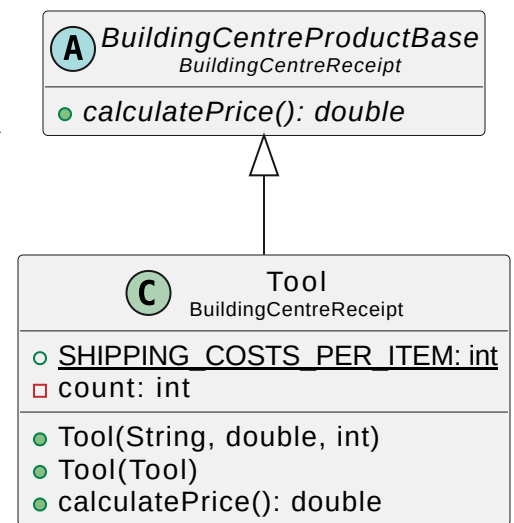 A BuildingCentreProductBase
BuildingCentreReceipt
calculatePrice(): double
C Tool
BuildingCentreReceipt
SHIPPING_COSTS_PER_ITEM: int
count: int
Tool(String, double, int)
Tool(Tool)
calculatePrice(): double